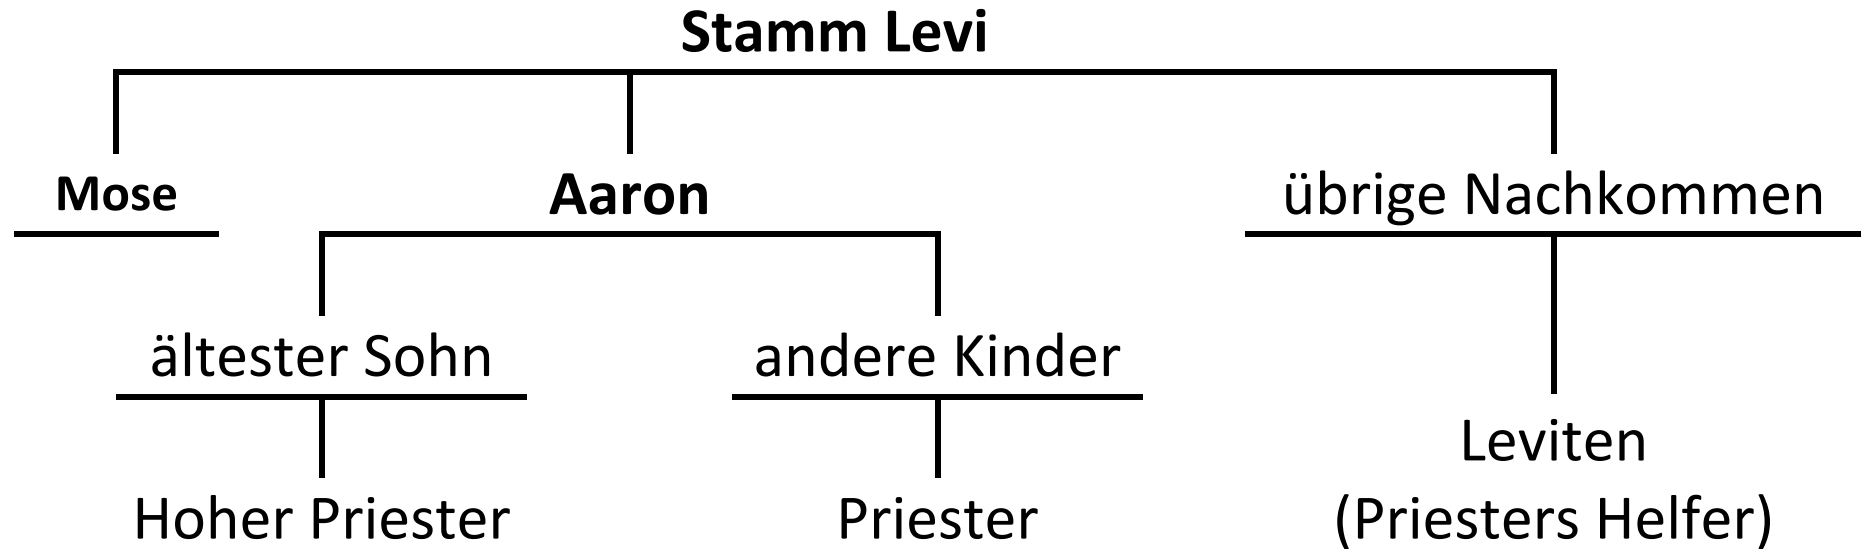 Stamm Levi
Mose
Aaron
übrige Nachkommen
ältester Sohn
andere Kinder
Leviten
(Priesters Helfer)
Hoher Priester
Priester